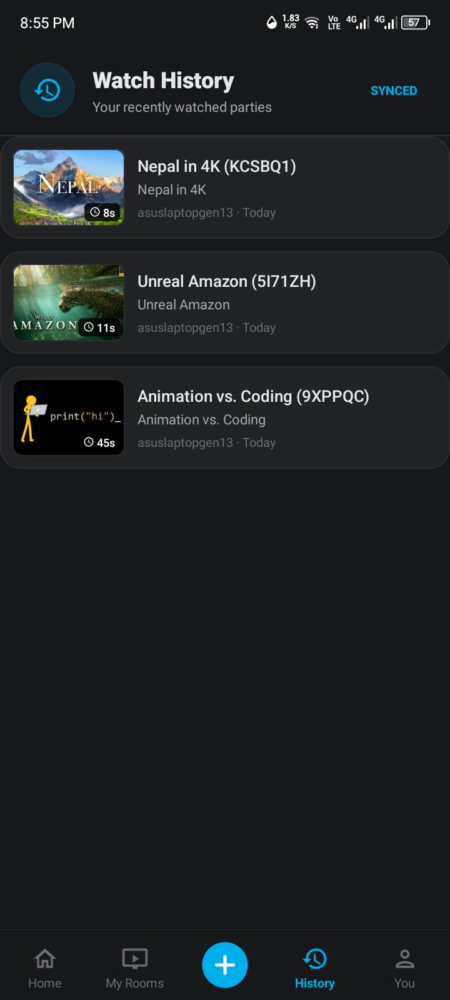 8:55 PM
1.83 K/S
Vo LTE
4G
4G
57
Watch History
Your recently watched parties
SYNCED
NEPAL
8s
Nepal in 4K (KCSBQ1)
Nepal in 4K
asuslaptopgen13 · Today
WILD
AMAZON
11s
Unreal Amazon (5I71ZH)
Unreal Amazon
asuslaptopgen13 · Today
print("hi")_
45s
Animation vs. Coding (9XPPQC)
Animation vs. Coding
asuslaptopgen13 · Today
Home
My Rooms
History
You